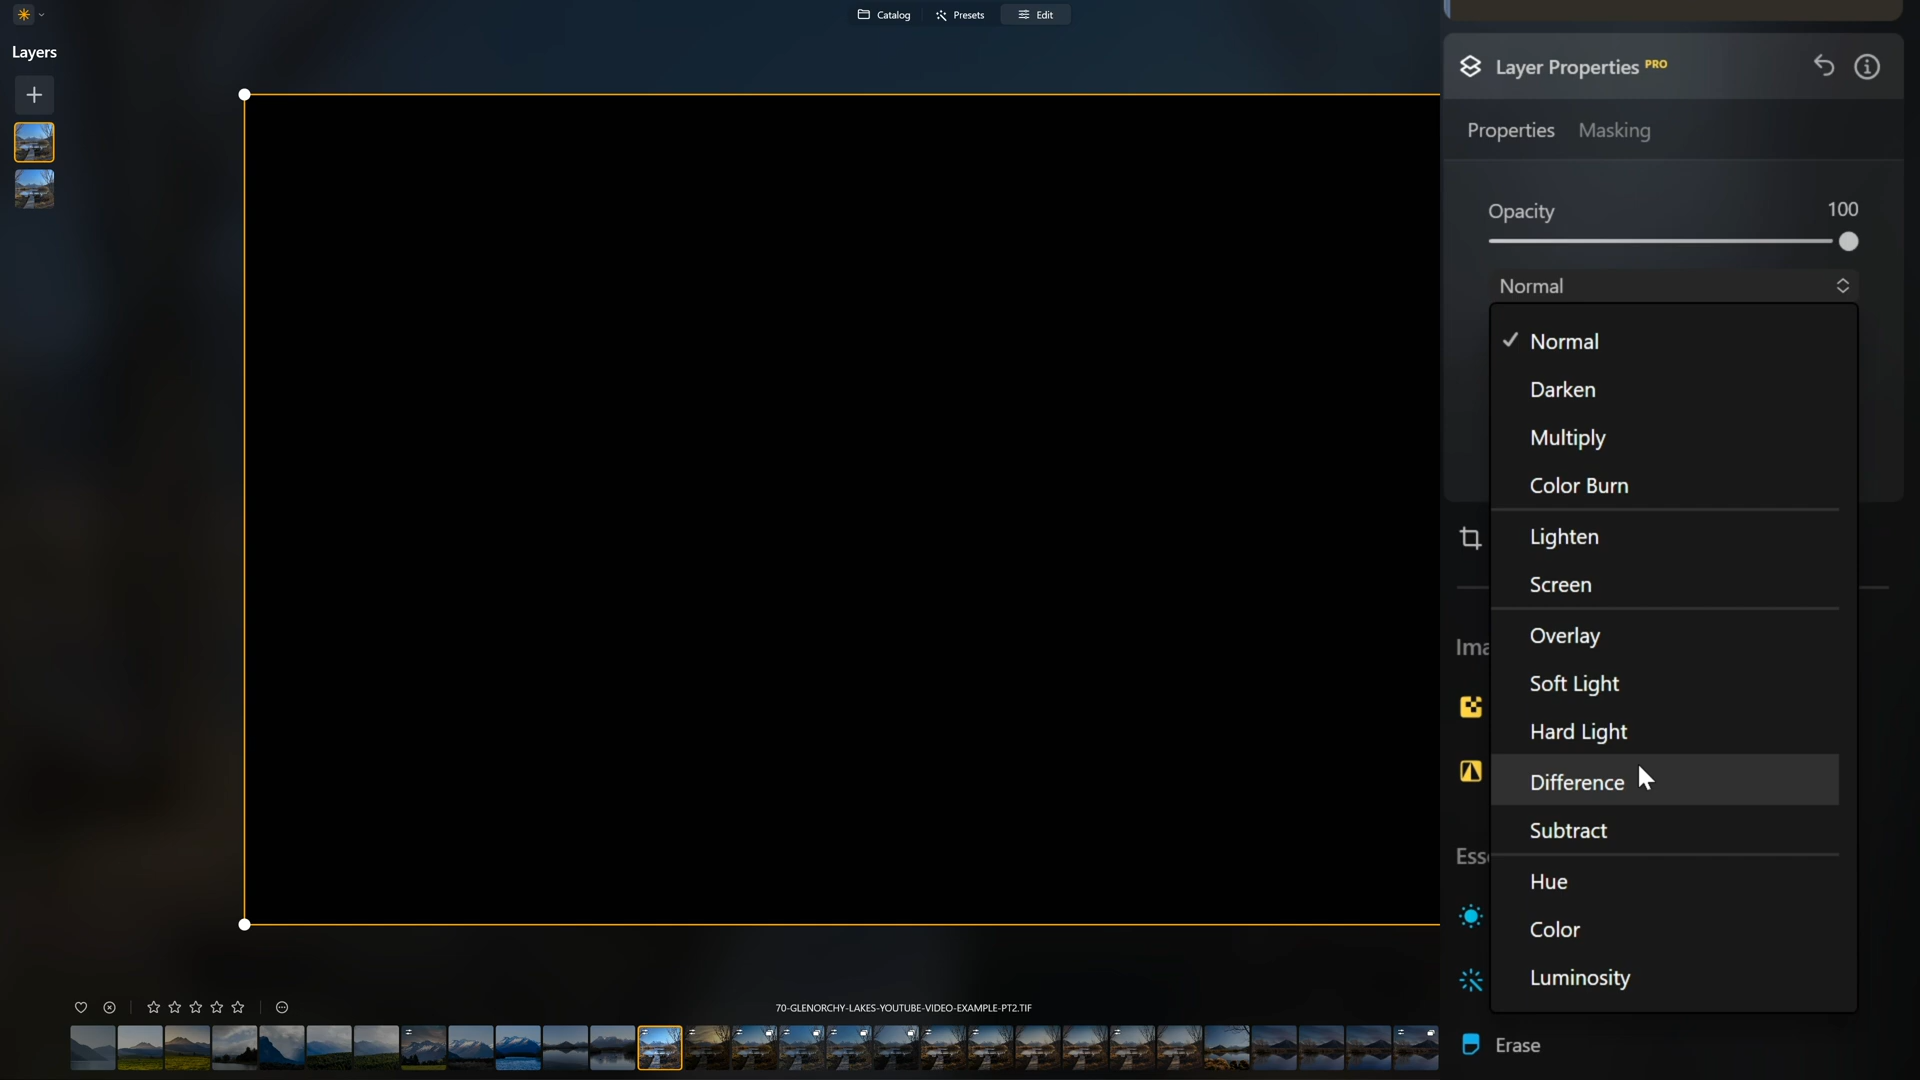 Catalog
Presets
Edit
Layers
Layer Properties PRO
Properties Masking
Opacity 100
Normal
Normal
Darken
Multiply
Color Burn
Lighten
Screen
Overlay
Soft Light
Hard Light
Difference
Subtract
Hue
Color
Luminosity
Ima
Ess
Erase
70-GLENORCHY-LAKES-YOUTUBE-VIDEO-EXAMPLE-PT2.TIF